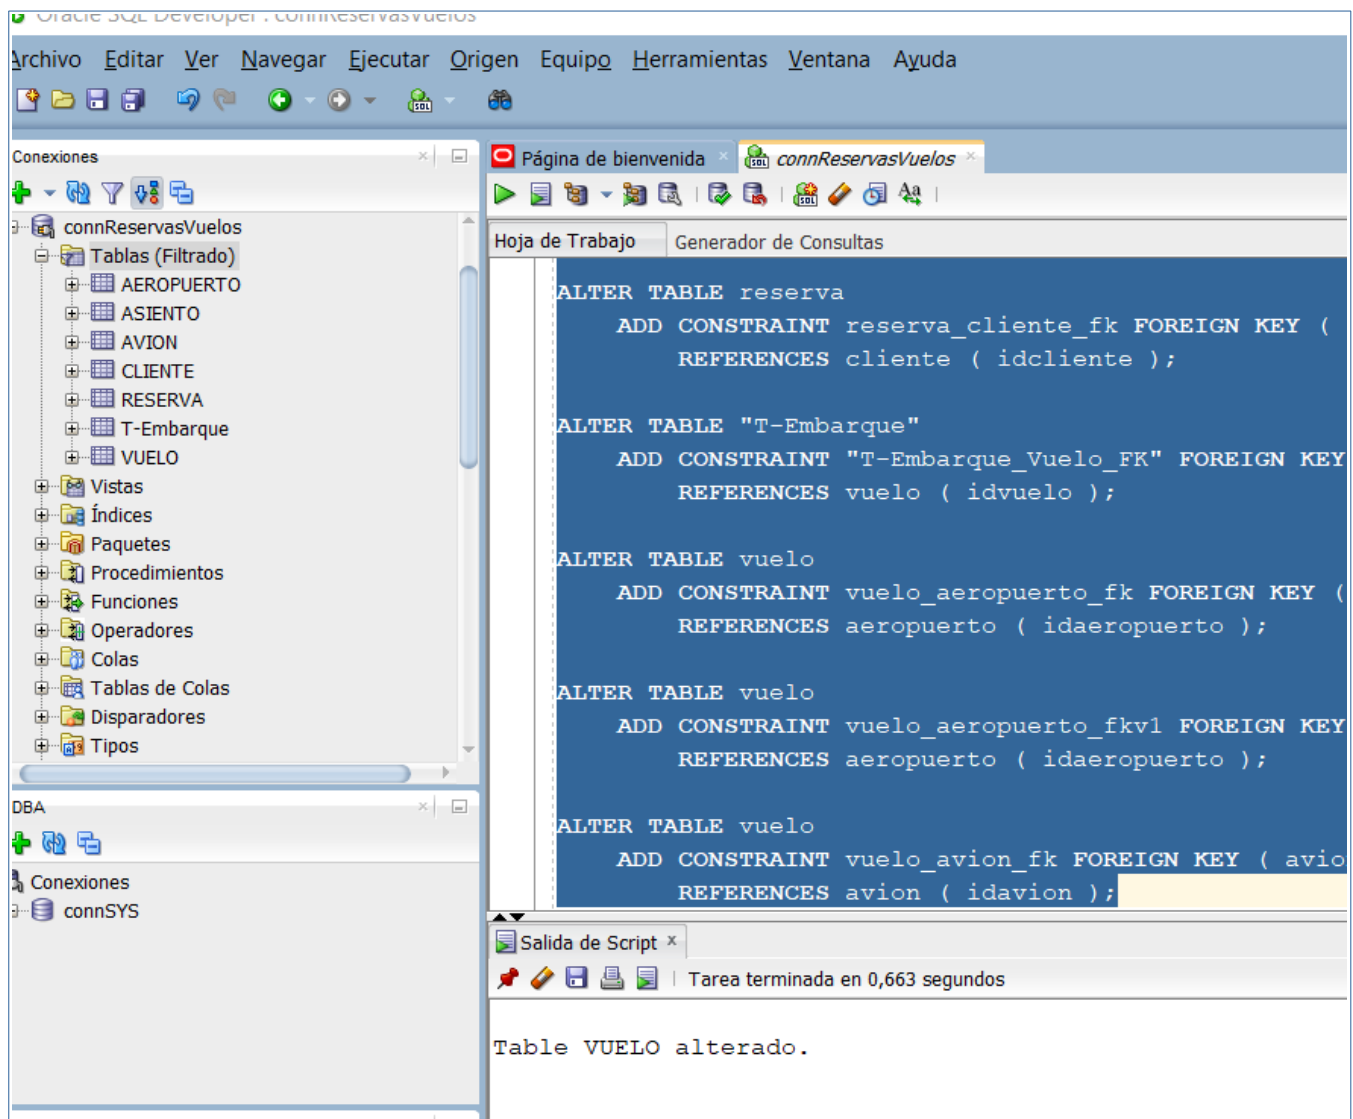 Oracle SQL Developer : connReservasVuelos
Archivo Editar Ver Navegar Ejecutar Origen Equipo Herramientas Ventana Ayuda
Conexiones
connReservasVuelos
Tablas (Filtrado)
AEROPUERTO
ASIENTO
AVION
CLIENTE
RESERVA
T-Embarque
VUELO
Vistas
Índices
Paquetes
Procedimientos
Funciones
Operadores
Colas
Tablas de Colas
Disparadores
Tipos
DBA
Conexiones
connSYS
Página de bienvenida
connReservasVuelos
Hoja de Trabajo
Generador de Consultas
ALTER TABLE reserva
ADD CONSTRAINT reserva_cliente_fk FOREIGN KEY (
REFERENCES cliente ( idcliente );
ALTER TABLE "T-Embarque"
ADD CONSTRAINT "T-Embarque_Vuelo_FK" FOREIGN KEY
REFERENCES vuelo ( idvuelo );
ALTER TABLE vuelo
ADD CONSTRAINT vuelo_aeropuerto_fk FOREIGN KEY (
REFERENCES aeropuerto ( idaeropuerto );
ALTER TABLE vuelo
ADD CONSTRAINT vuelo_aeropuerto_fkv1 FOREIGN KEY
REFERENCES aeropuerto ( idaeropuerto );
ALTER TABLE vuelo
ADD CONSTRAINT vuelo_avion_fk FOREIGN KEY ( avio
REFERENCES avion ( idavion );
Salida de Script
Tarea terminada en 0,663 segundos
Table VUELO alterado.